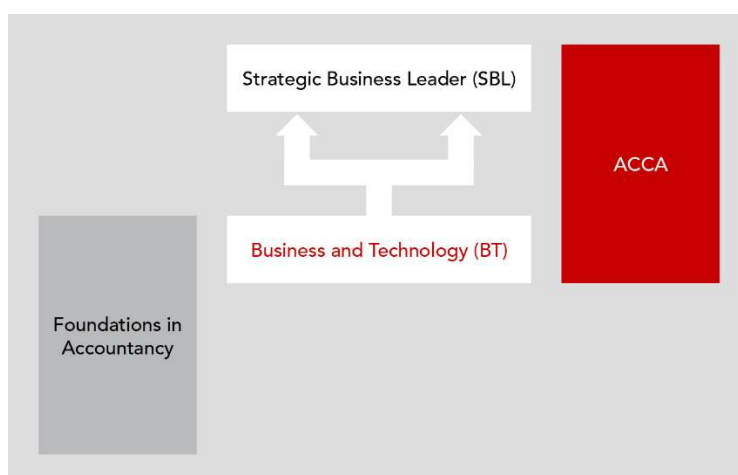 Strategic Business Leader (SBL)
ACCA
Business and Technology (BT)
Foundations in
Accountancy